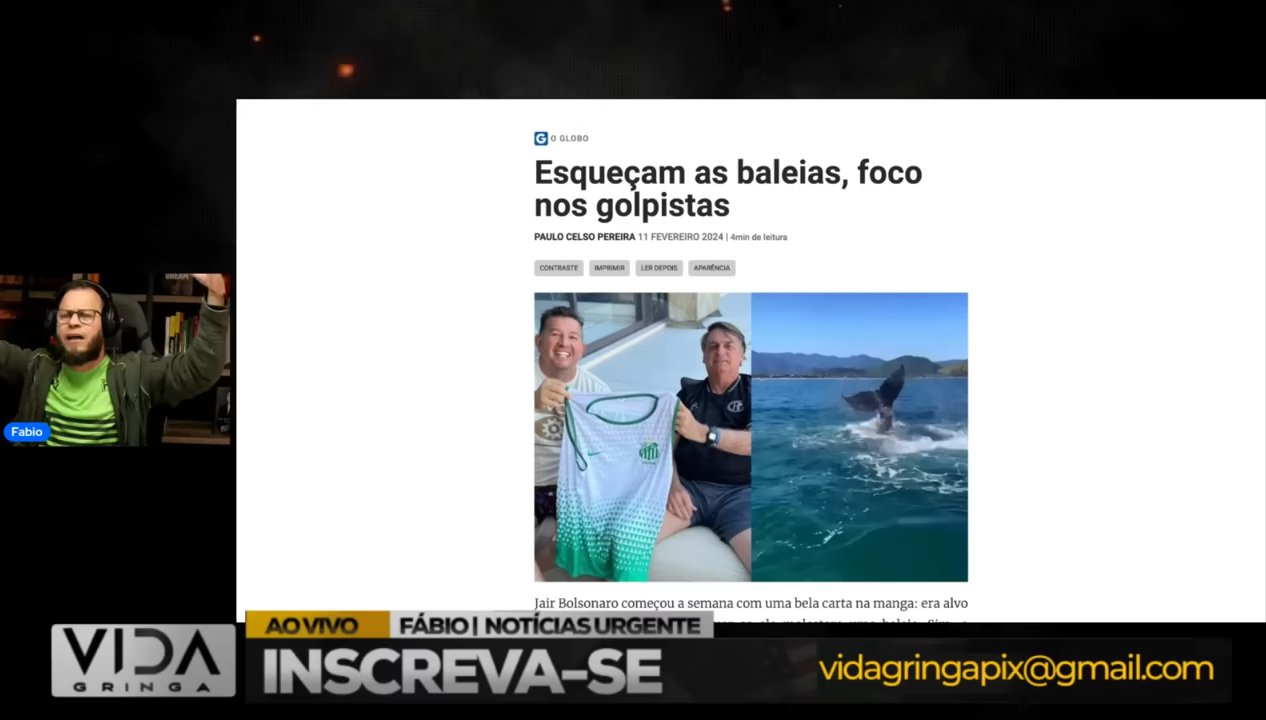 O GLOBO
Esqueçam as baleias, foco
nos golpistas
PAULO CELSO PEREIRA 11 FEVEREIRO 2024 | 4min de leitura
CONTRASTE IMPRIMIR LER DEPOIS APARÊNCIA
Jair Bolsonaro começou a semana com uma bela carta na manga: era alvo
Fabio
AO VIVO FÁBIO | NOTÍCIAS URGENTE
VIDA
GRINGA
INSCREVA-SE
vidagringapix@gmail.com